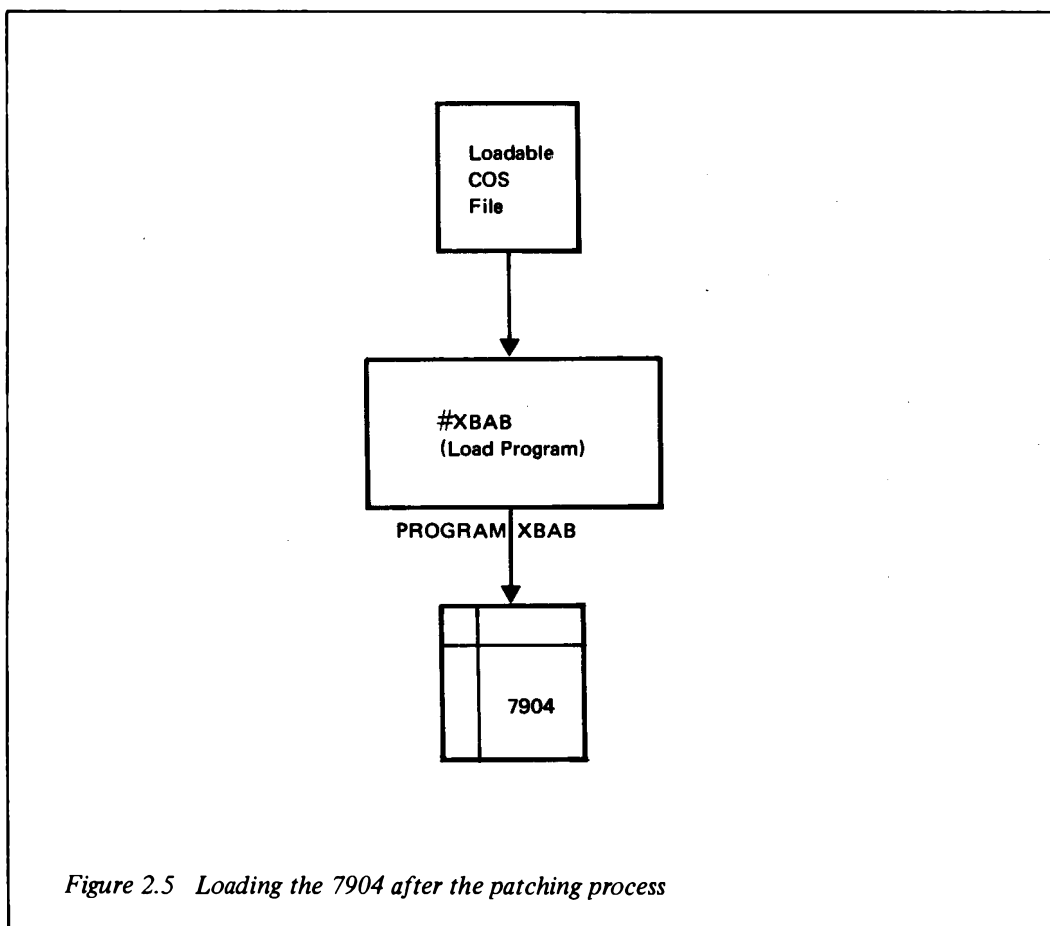 Loadable
COS
File
#XBAB
(Load Program)
PROGRAM XBAB
7904
Figure 2.5 Loading the 7904 after the patching process